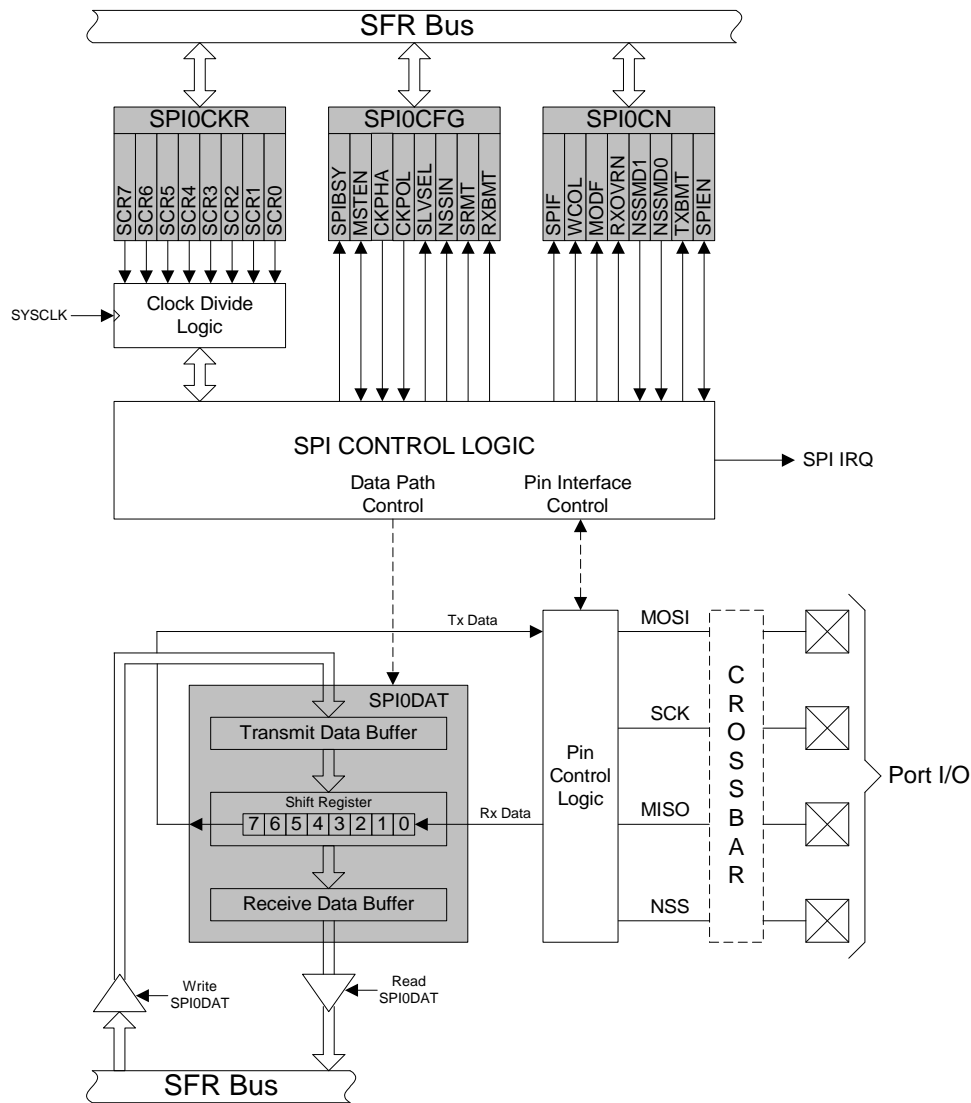 SFR Bus
SPI0CKR
SPI0CFG
SPI0CN
SCR7
SCR6
SCR5
SCR4
SCR3
SCR2
SCR1
SCR0
SPIBSY
MSTEN
CKPHA
CKPOL
SLVSEL
NSSIN
SRMT
RXBMT
SPIF
WCOL
MODF
RXOVRN
NSSMD1
NSSMD0
TXBMT
SPIEN
SYSCLK
Clock Divide
Logic
SPI CONTROL LOGIC
SPI IRQ
Data Path
Control
Pin Interface
Control
Tx Data
MOSI
SPI0DAT
Transmit Data Buffer
SCK
Shift Register
7 6 5 4 3 2 1 0
Rx Data
Pin
Control
Logic
MISO
Receive Data Buffer
NSS
CROSSBAR
Port I/O
Write
SPI0DAT
Read
SPI0DAT
SFR Bus